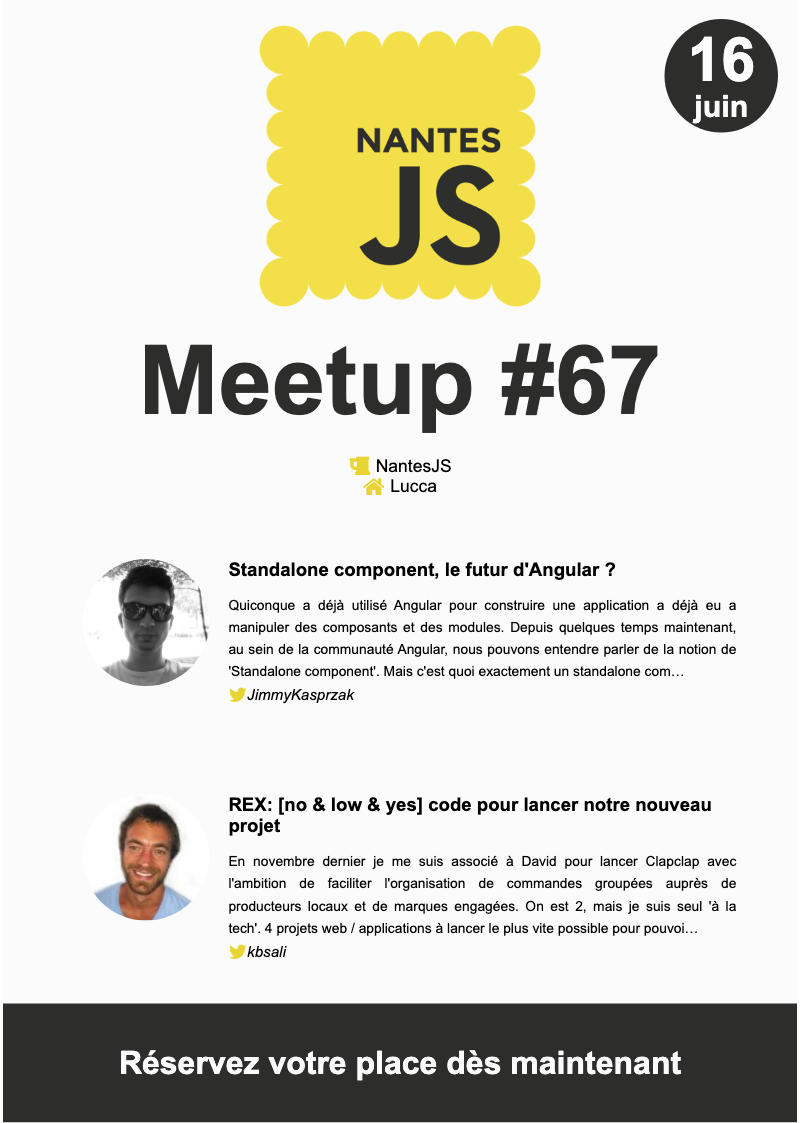 16
juin
NANTES
JS
Meetup #67
NantesJS
Lucca
Standalone component, le futur d'Angular ?
Quiconque a déjà utilisé Angular pour construire une application a déjà eu a
manipuler des composants et des modules. Depuis quelques temps maintenant,
au sein de la communauté Angular, nous pouvons entendre parler de la notion de
'Standalone component'. Mais c'est quoi exactement un standalone com…
JimmyKasprzak
REX: [no & low & yes] code pour lancer notre nouveau
projet
En novembre dernier je me suis associé à David pour lancer Clapclap avec
l'ambition de faciliter l'organisation de commandes groupées auprès de
producteurs locaux et de marques engagées. On est 2, mais je suis seul 'à la
tech'. 4 projets web / applications à lancer le plus vite possible pour pouvoi…
kbsali
Réservez votre place dès maintenant